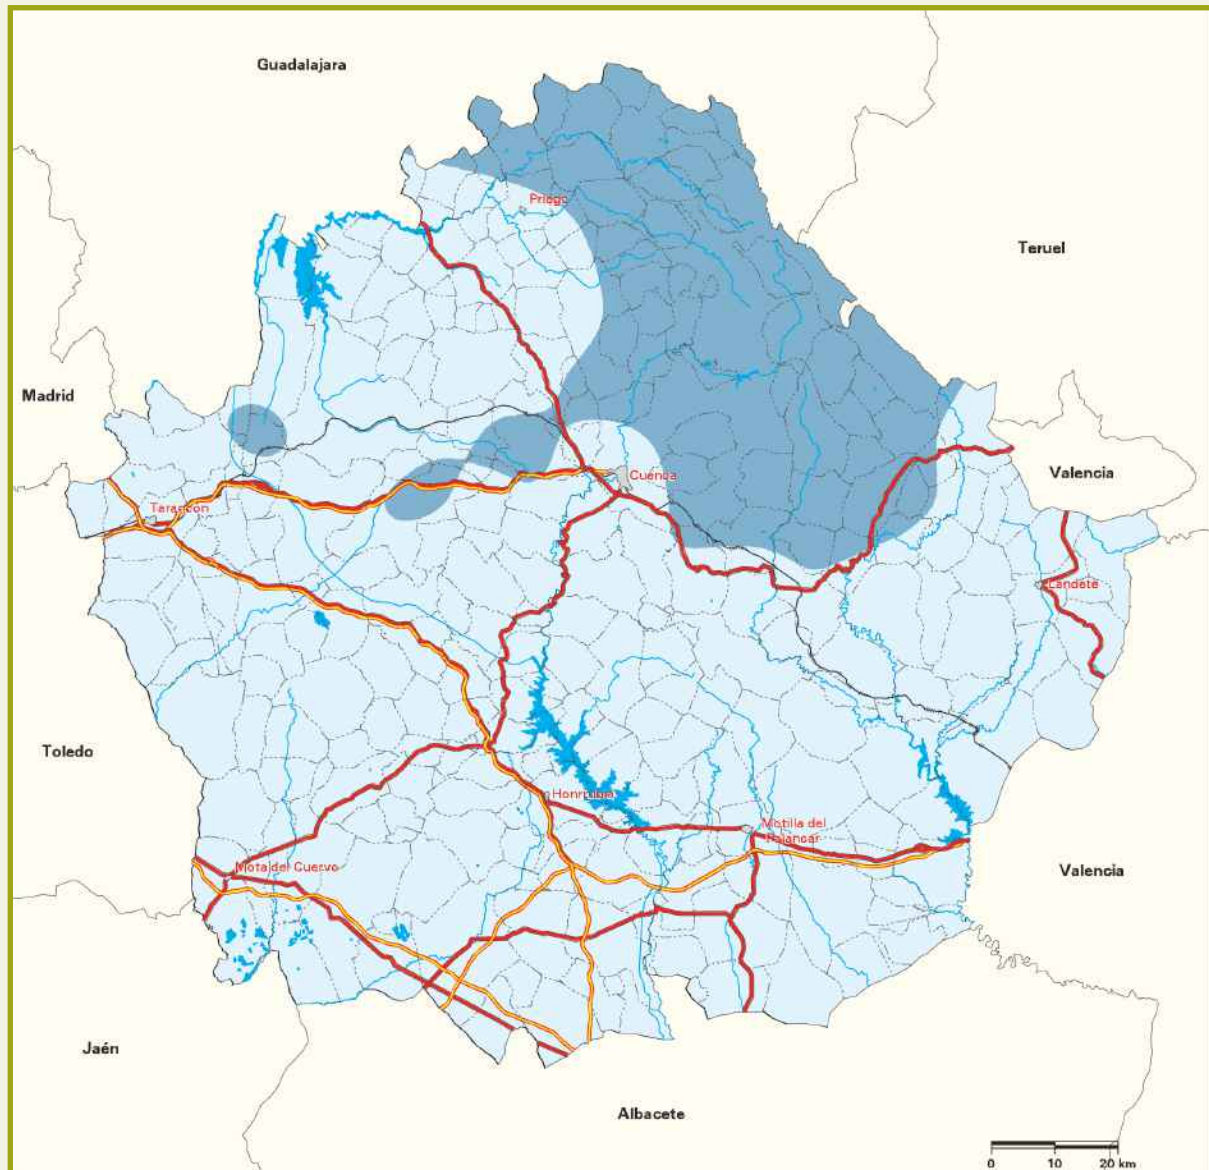 Guadalajara
Priego
Teruel
Madrid
Valencia
Cuenca
Tarancón
Landete
Toledo
Honrubia
Motilla del
Palancar
Mota del Cuervo
Valencia
Jaén
Albacete
0 10 20 km